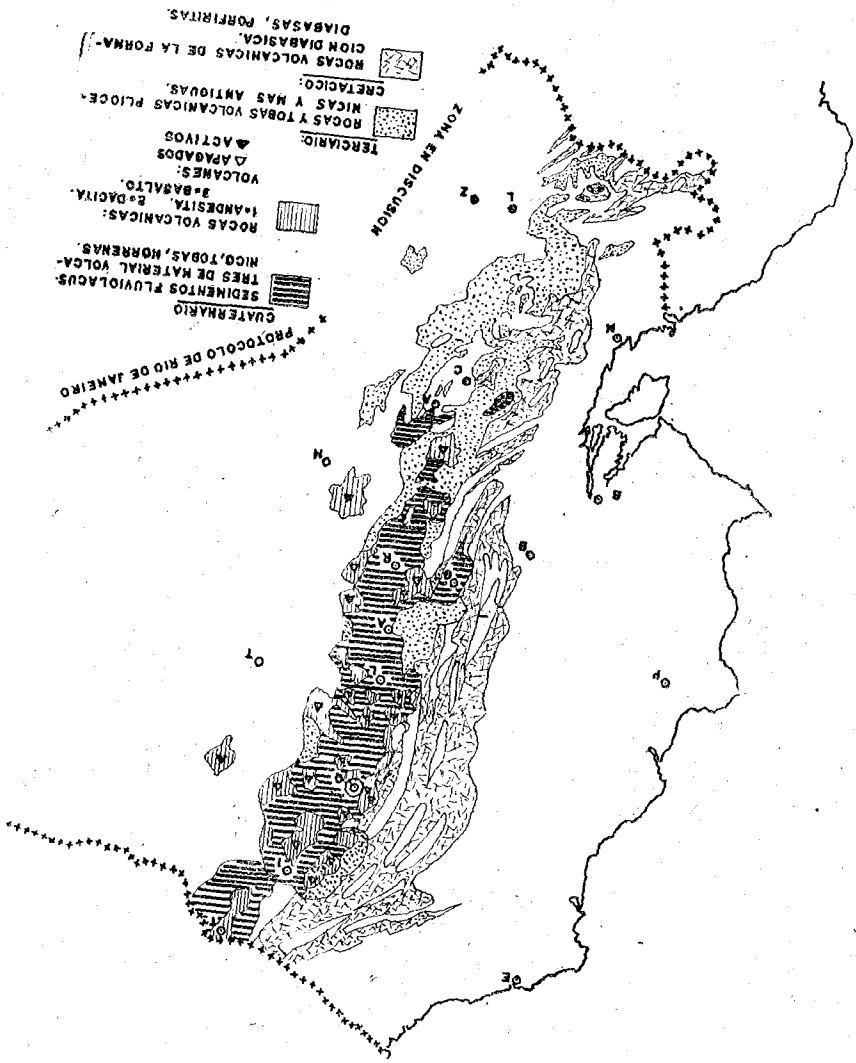 E
T
I
Q
P
L
T
A
G
R
B
N
A
C
M
L
Z
ZONA EN DISCUSION
PROTOCOLO DE RIO DE JANEIRO
CUATERNARIO
SEDIMENTOS FLUVIOLACUS-
TRES DE MATERIAL VOLCA-
NICO, TOBAS, MORRENAS.
ROCAS VOLCANICAS:
1=ANDESITA. 2=DACITA.
3=BASALTO.
VOLCANES:
△ APAGADOS
▲ ACTIVOS
TERCIARIO:
ROCAS Y TOBAS VOLCANICAS PLIOCE-
NICAS Y MAS ANTIGUAS.
CRETACICO:
ROCAS VOLCANICAS DE LA FORMA-
CION DIABASICA.
DIABASAS, PORFIRITAS.